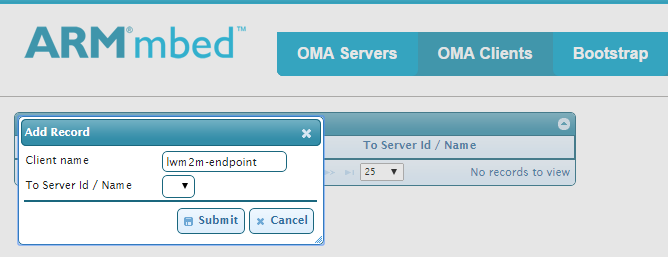 ARM®mbed™
OMA Servers OMA Clients Bootstrap
Add Record
To Server Id / Name
Client name lwm2m-endpoint
To Server Id / Name
25 No records to view
Submit Cancel